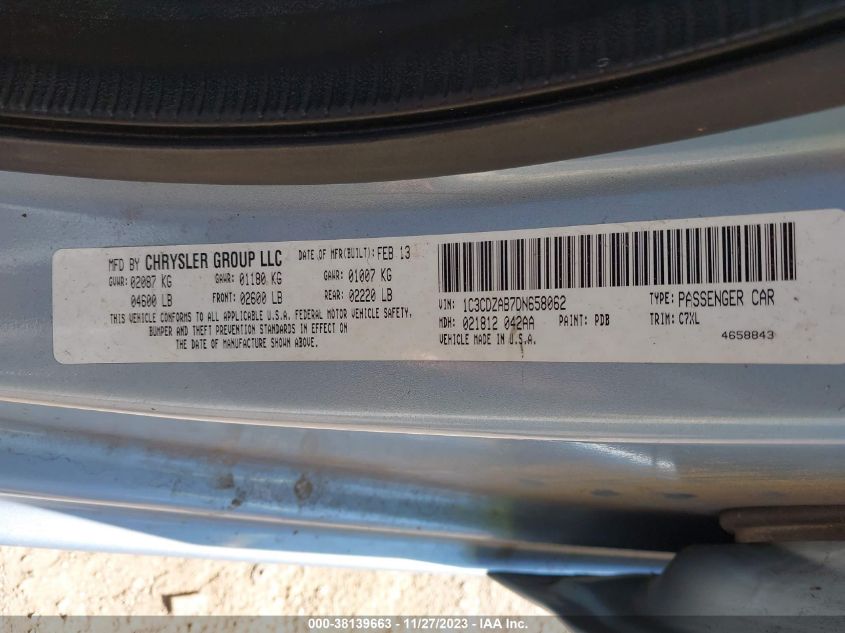 MFD BY CHRYSLER GROUP LLC DATE OF MFR(BUILT): FEB 13
GVWR: 02087 KG GAWR: 01180 KG GAWR: 01007 KG
04600 LB FRONT: 02600 LB REAR: 02220 LB
THIS VEHICLE CONFORMS TO ALL APPLICABLE U.S.A. FEDERAL MOTOR VEHICLE SAFETY,
BUMPER AND THEFT PREVENTION STANDARDS IN EFFECT ON
THE DATE OF MANUFACTURE SHOWN ABOVE.
VIN: 1C3CDZAB7DN658062 TYPE: PASSENGER CAR
MDH: 021812 042AA PAINT: PDB TRIM: C7XL
VEHICLE MADE IN U.S.A. 4658843
© - #38139663 - 11/27/2023 - IAA Inc.